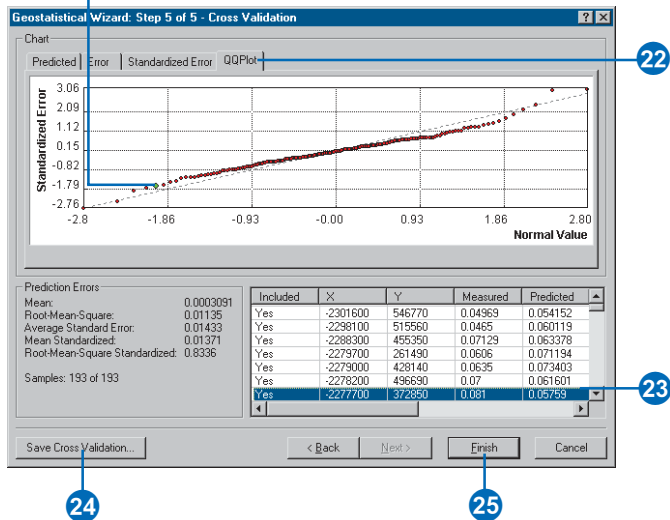 Geostatistical Wizard: Step 5 of 5 - Cross Validation
Chart
Predicted Error Standardized Error QQPlot
22
Standardized Error
3.06
2.09
1.12
0.15
-0.82
-1.79
-2.76
-2.8 -1.86 -0.93 -0.00 0.93 1.86 2.80
Normal Value
Prediction Errors
Mean: 0.0003091
Root-Mean-Square: 0.01135
Average Standard Error: 0.01433
Mean Standardized: 0.01371
Root-Mean-Square Standardized: 0.8336
Samples: 193 of 193
Included X Y Measured Predicted
Yes -2301600 546770 0.04969 0.054152
Yes -2298100 515560 0.0465 0.060119
Yes -2288300 455350 0.07129 0.063378
Yes -2279700 261490 0.0606 0.071194
Yes -2279000 428140 0.0635 0.073403
Yes -2278200 496690 0.07 0.061601
Yes -2277700 372850 0.081 0.05759
23
Save Cross Validation... < Back Next > Finish Cancel
24 25